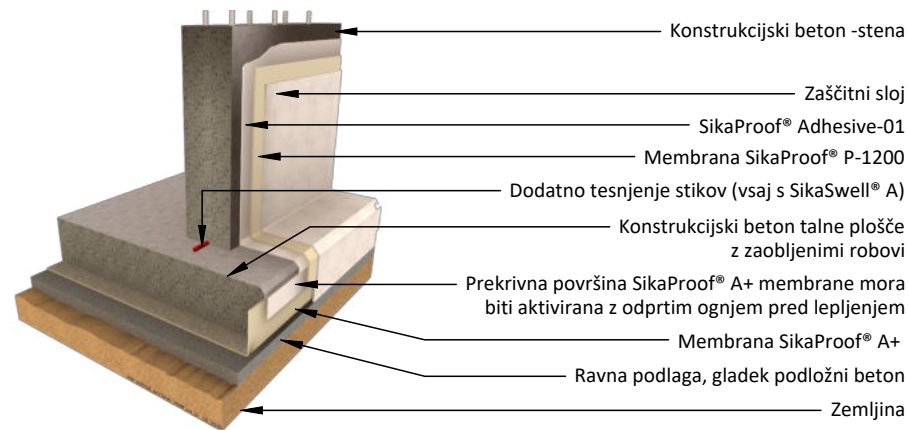 Konstrukcijski beton -stena
Zaščitni sloj
SikaProof® Adhesive-01
Membrana SikaProof® P-1200
Dodatno tesnjenje stikov (vsaj s SikaSwell® A)
Konstrukcijski beton talne plošče
z zaobljenimi robovi
Prekrivna površina SikaProof® A+ membrane mora
biti aktivirana z odprtim ognjem pred lepljenjem
Membrana SikaProof® A+
Ravna podlaga, gladek podložni beton
Zemljina